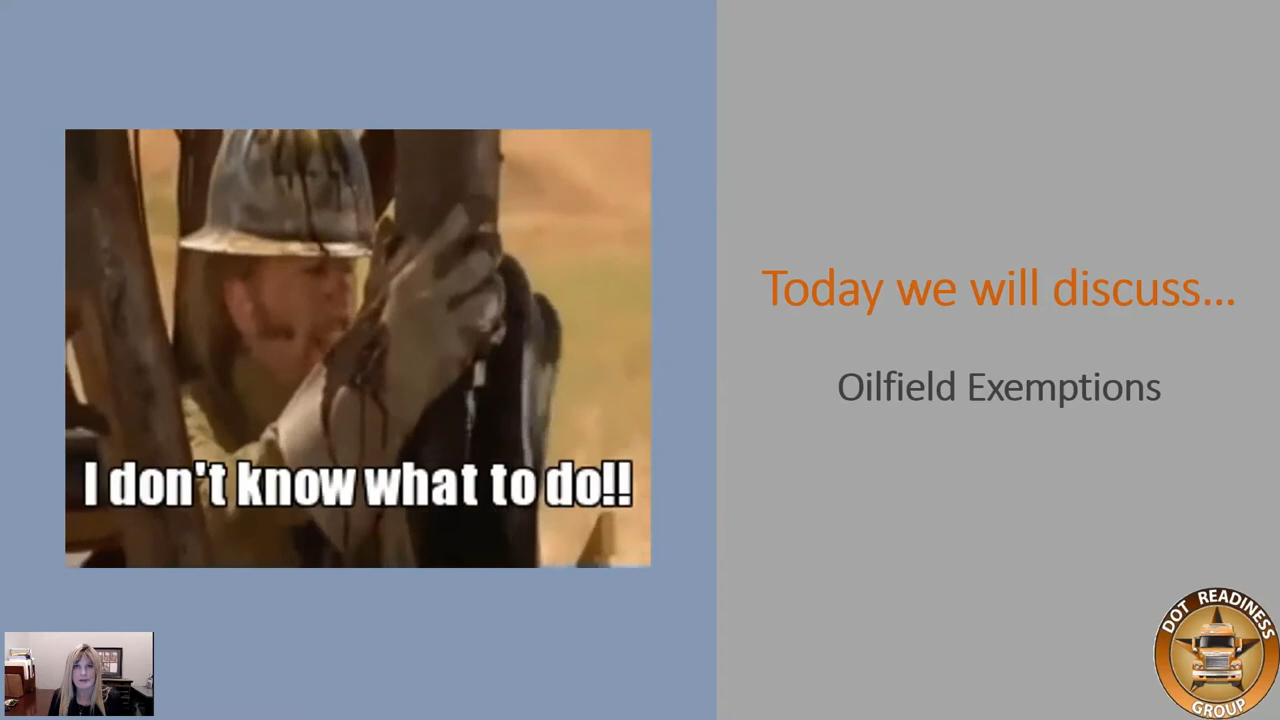 I don't know what to do!!
Today we will discuss...
Oilfield Exemptions
DOT READINESS
GROUP